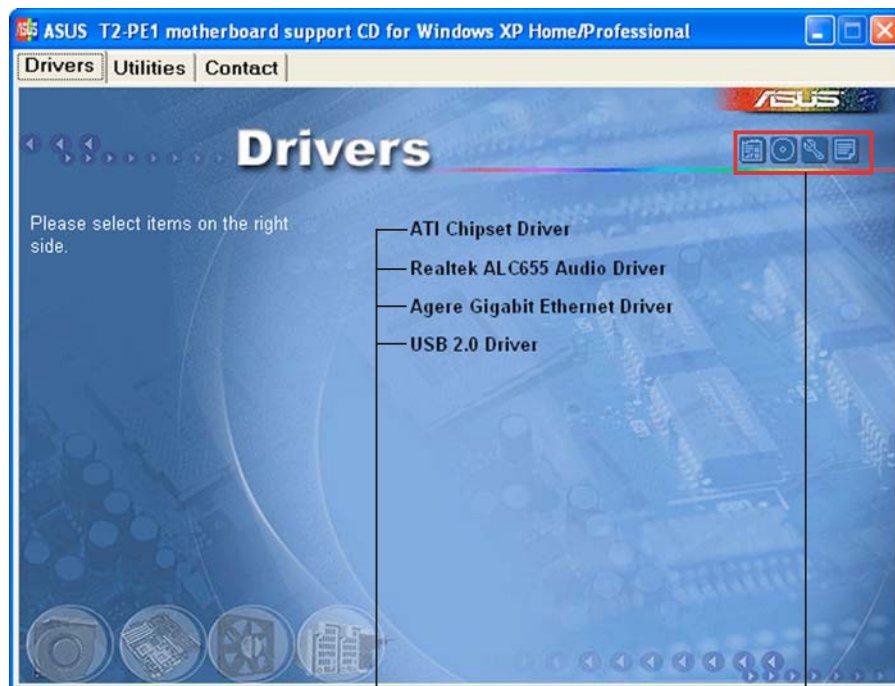 ASUS T2-PE1 motherboard support CD for Windows XP Home/Professional
Drivers Utilities Contact
ASUS
Drivers
Please select items on the right
side.
ATI Chipset Driver
Realtek ALC655 Audio Driver
Agere Gigabit Ethernet Driver
USB 2.0 Driver